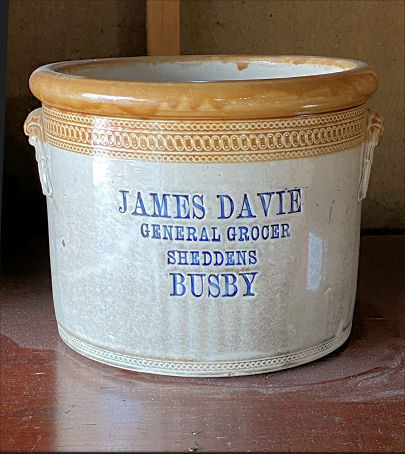 JAMES DAVIE
GENERAL GROCER
SHEDDENS
BUSBY